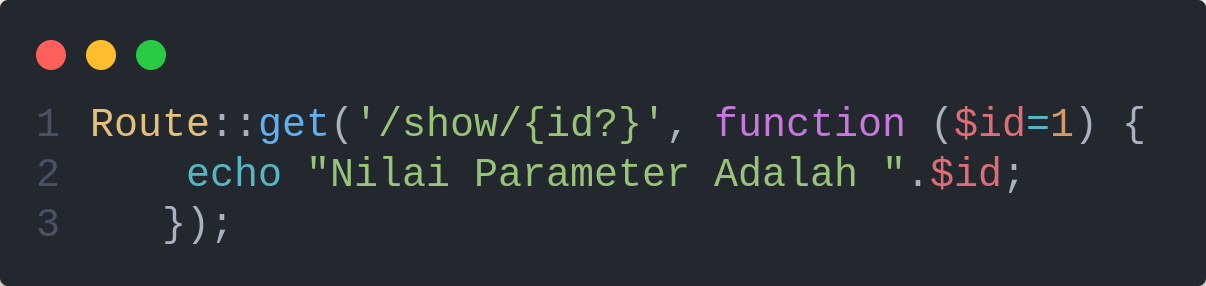 1 Route::get('/show/{id?}', function ($id=1) {
2     echo "Nilai Parameter Adalah ".$id;
3    });